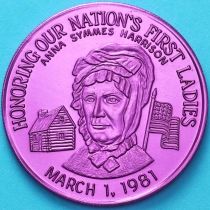 HONORING OUR NATION'S FIRST LADIES
ANNA SYMMES HARRISON
MARCH 1, 1981